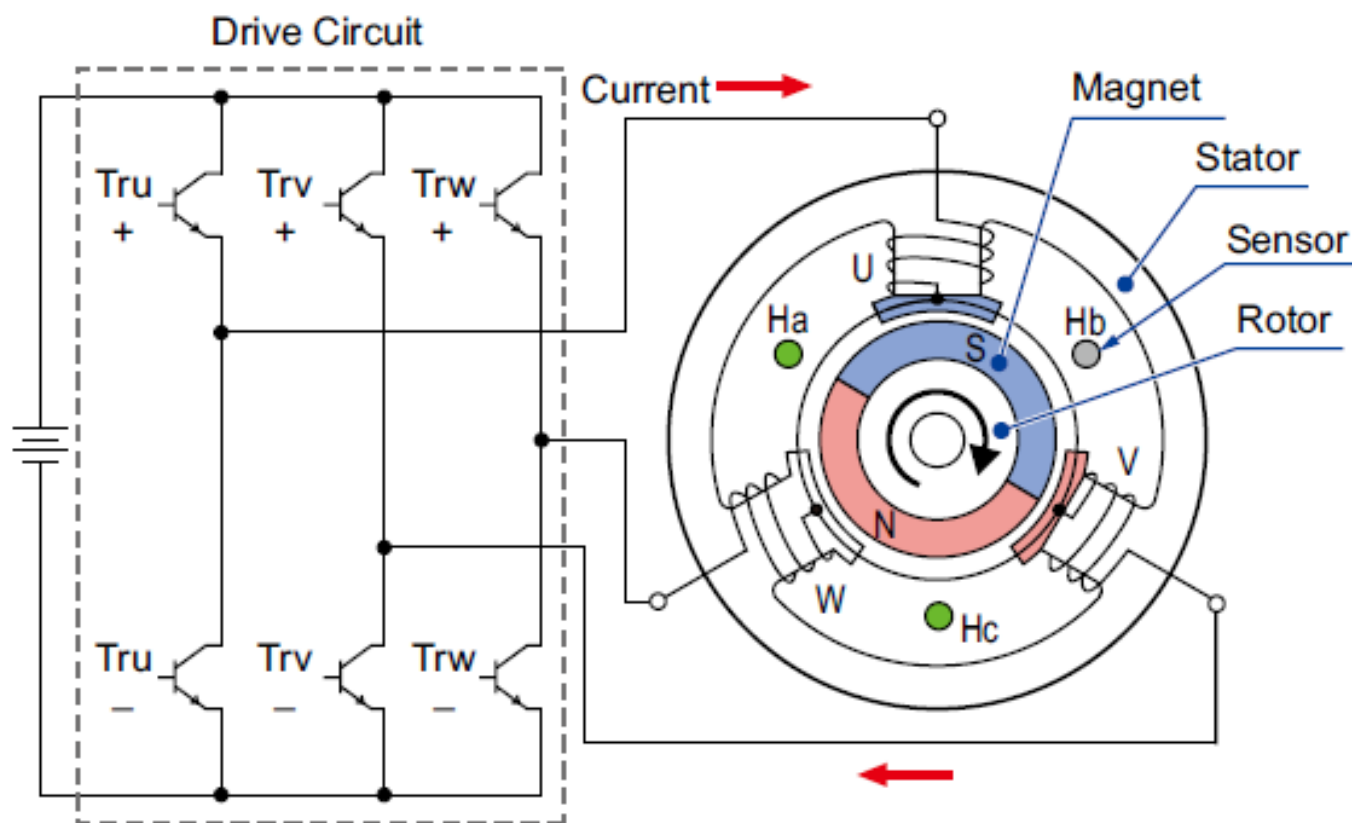 Drive Circuit
Current
Magnet
Stator
Sensor
Rotor
Tru
+
Trv
+
Trw
+
U
Ha
Hb
S
V
N
W
Hc
Tru
–
Trv
–
Trw
–